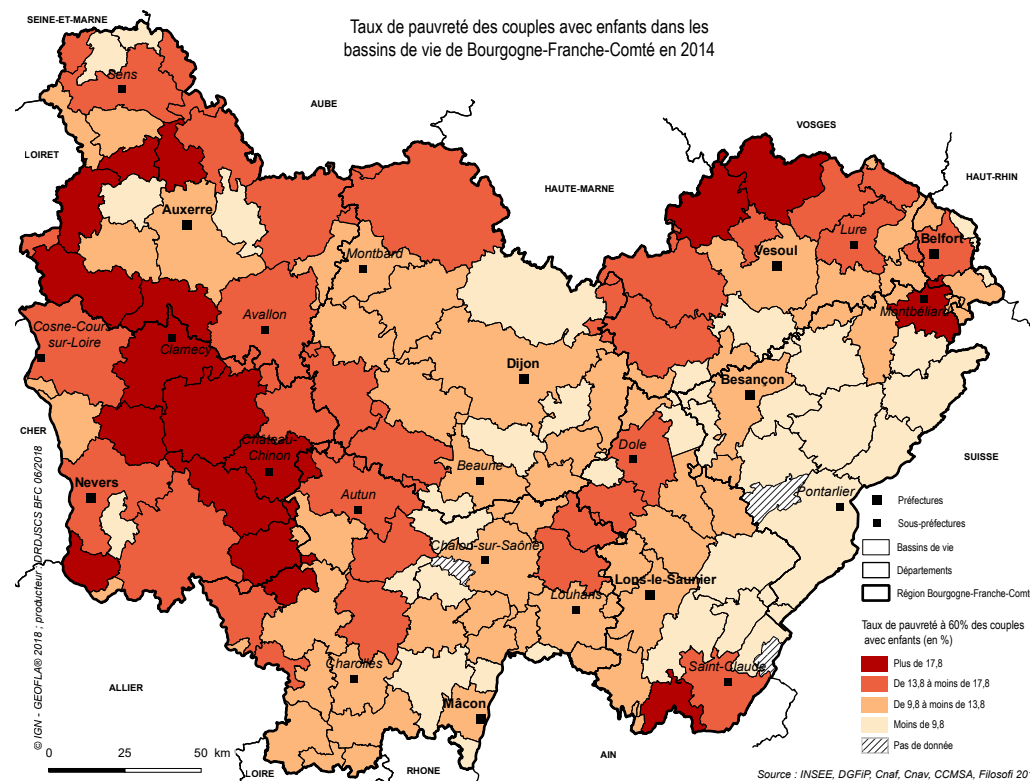 Taux de pauvreté des couples avec enfants dans les
bassins de vie de Bourgogne-Franche-Comté en 2014
SEINE-ET-MARNE
AUBE
VOSGES
LOIRET
HAUTE-MARNE
HAUT-RHIN
Sens
Auxerre
Montbard
Vesoul
Lure
Belfort
Montbéliard
Avallon
Cosne-Cours
sur-Loire
Clamecy
Dijon
Besançon
CHER
Château-
Chinon
Beaune
Dole
SUISSE
Nevers
Autun
Pontarlier
Chalon-sur-Saône
Lons-le-Saunier
Louhans
Charolles
Saint-Claude
Mâcon
ALLIER
LOIRE
RHONE
AIN
Préfectures
Sous-préfectures
Bassins de vie
Départements
Région Bourgogne-Franche-Comt
Taux de pauvreté à 60% des couples
avec enfants (en %)
Plus de 17,8
De 13,8 à moins de 17,8
De 9,8 à moins de 13,8
Moins de 9,8
Pas de donnée
0 25 50 km
© IGN - GEOFLA® 2018 ; producteur : DRDJSCS BFC 06/2018
Source : INSEE, DGFiP, Cnaf, Cnav, CCMSA, Filosofi 20